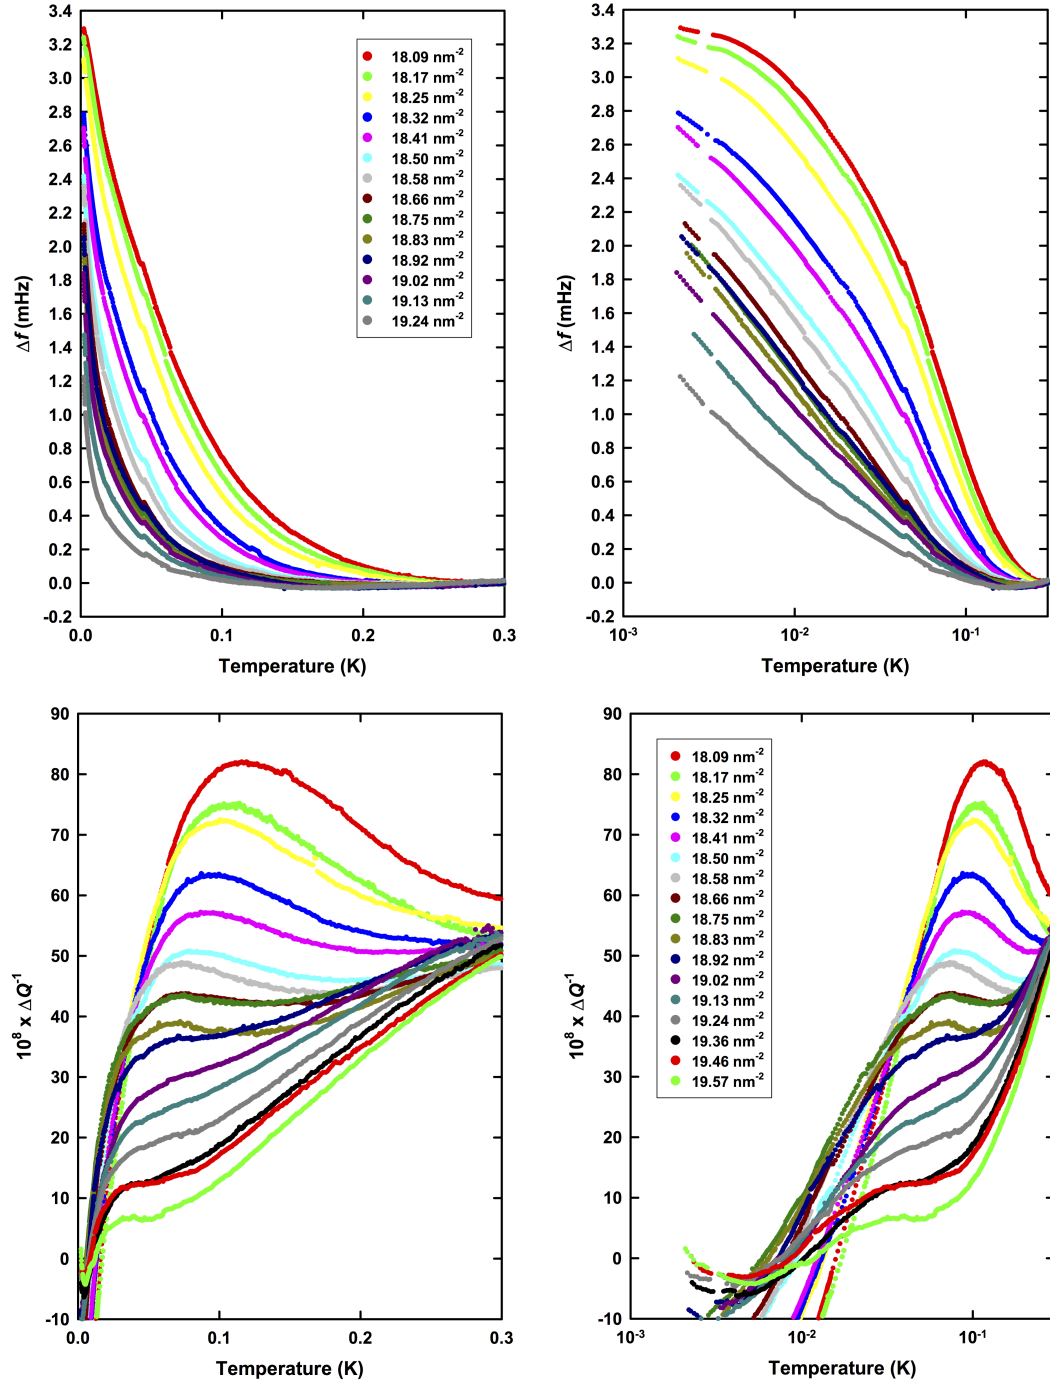 3.4
3.2
3.0
2.8
2.6
2.4
2.2
2.0
1.8
1.6
1.4
1.2
1.0
0.8
0.6
0.4
0.2
0.0
-0.2
Δf (mHz)
18.09 nm⁻²
18.17 nm⁻²
18.25 nm⁻²
18.32 nm⁻²
18.41 nm⁻²
18.50 nm⁻²
18.58 nm⁻²
18.66 nm⁻²
18.75 nm⁻²
18.83 nm⁻²
18.92 nm⁻²
19.02 nm⁻²
19.13 nm⁻²
19.24 nm⁻²
0.0 0.1 0.2 0.3
Temperature (K)
3.4
3.2
3.0
2.8
2.6
2.4
2.2
2.0
1.8
1.6
1.4
1.2
1.0
0.8
0.6
0.4
0.2
0.0
-0.2
Δf (mHz)
10⁻³ 10⁻² 10⁻¹
Temperature (K)
90
80
70
60
50
40
30
20
10
0
-10
10⁸ x ΔQ⁻¹
0.0 0.1 0.2 0.3
Temperature (K)
90
80
70
60
50
40
30
20
10
0
-10
10⁸ x ΔQ⁻¹
18.09 nm⁻²
18.17 nm⁻²
18.25 nm⁻²
18.32 nm⁻²
18.41 nm⁻²
18.50 nm⁻²
18.58 nm⁻²
18.66 nm⁻²
18.75 nm⁻²
18.83 nm⁻²
18.92 nm⁻²
19.02 nm⁻²
19.13 nm⁻²
19.24 nm⁻²
19.36 nm⁻²
19.46 nm⁻²
19.57 nm⁻²
10⁻³ 10⁻² 10⁻¹
Temperature (K)